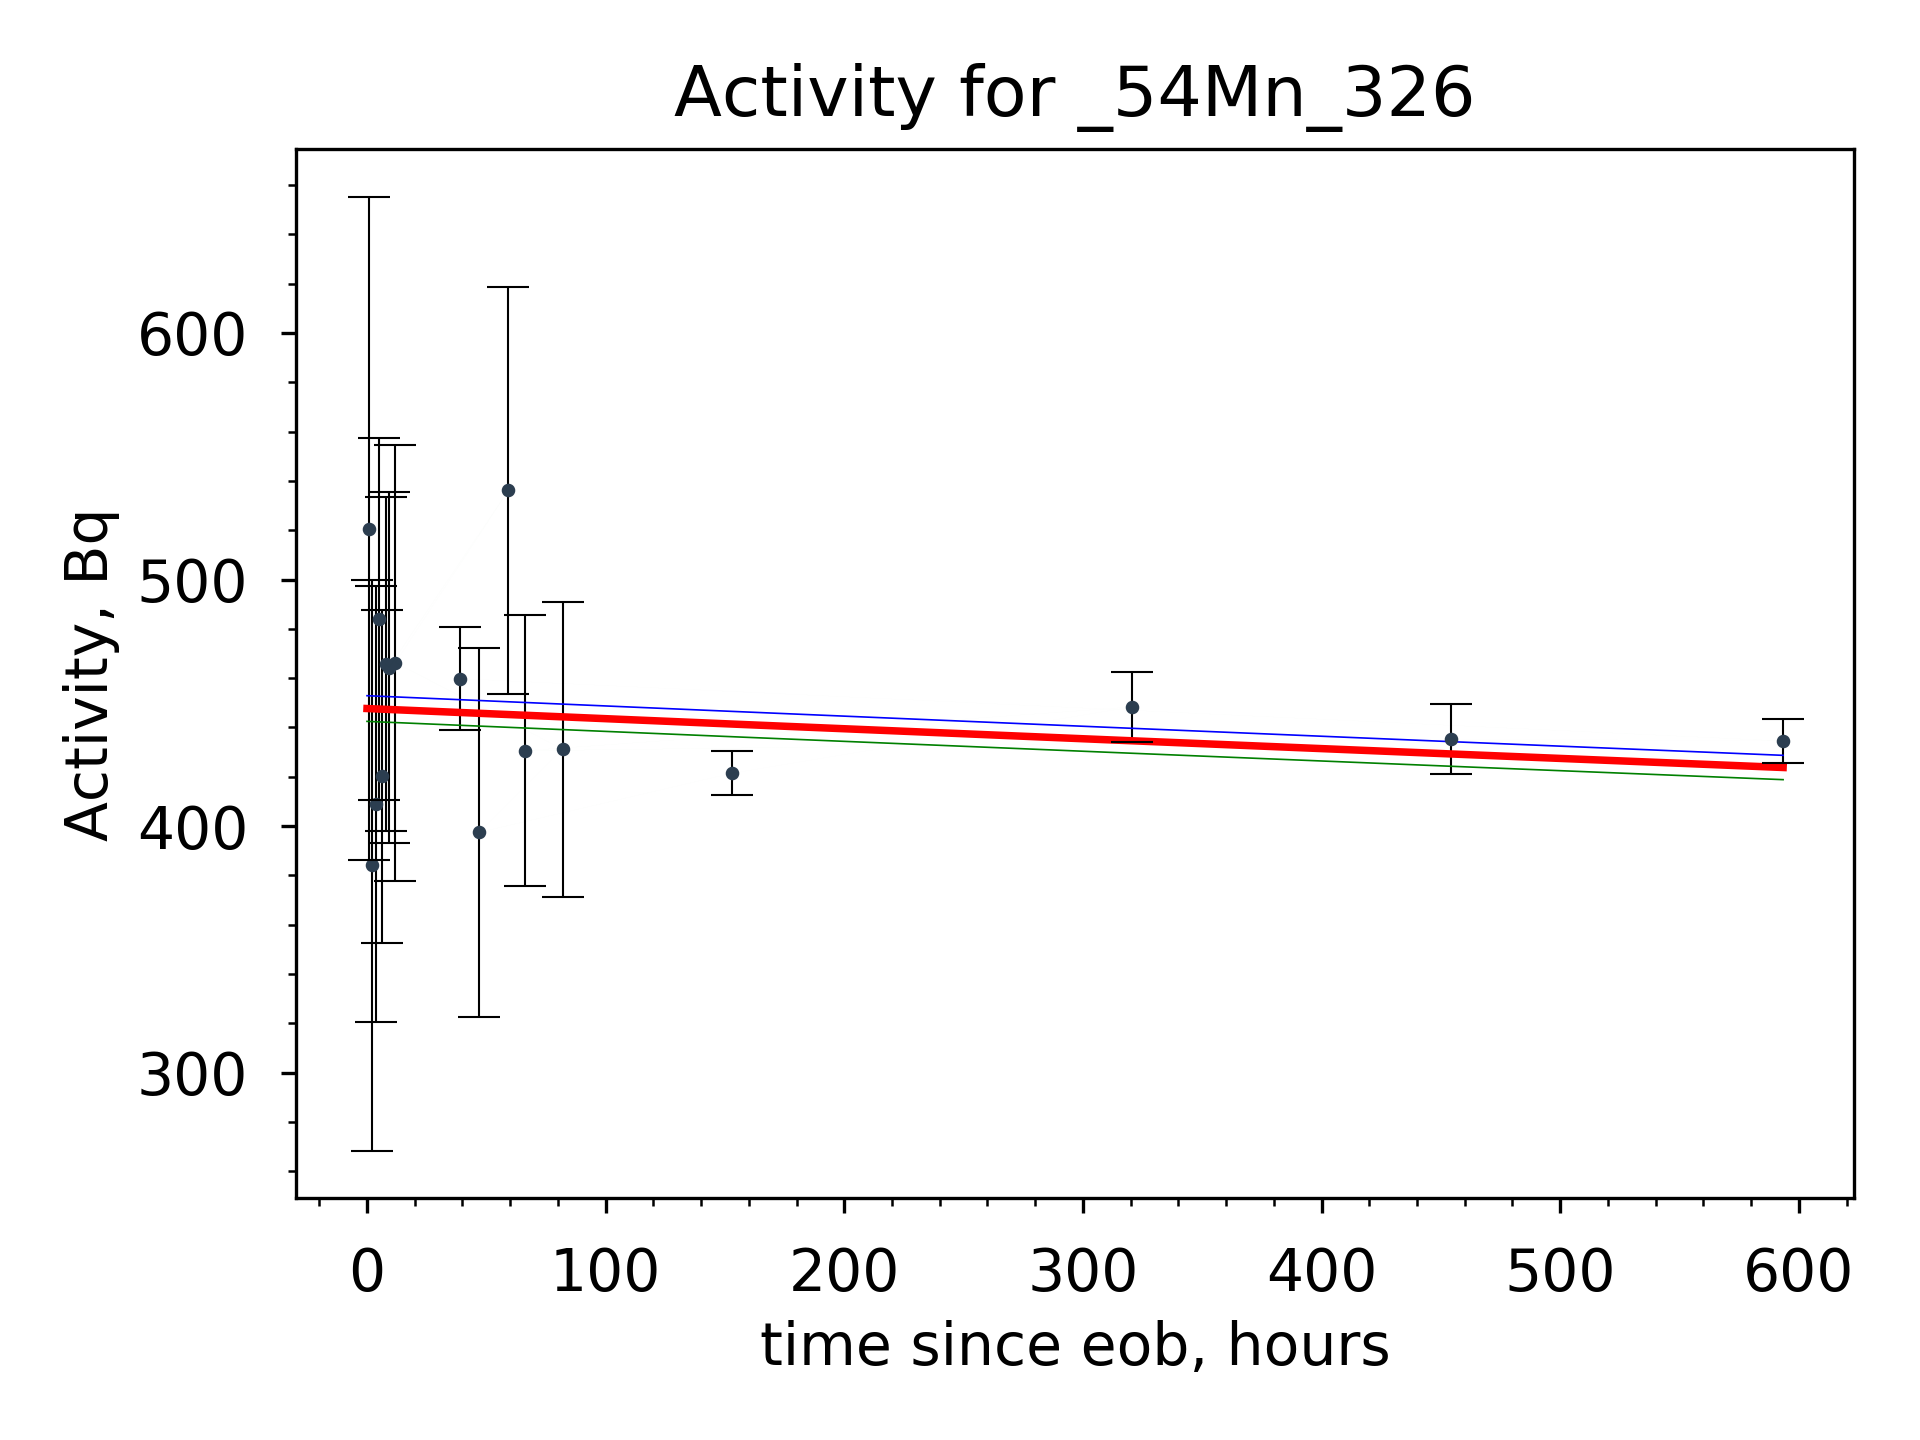 Activity for _54Mn_326
Activity, Bq
600
500
400
300
0 100 200 300 400 500 600
time since eob, hours